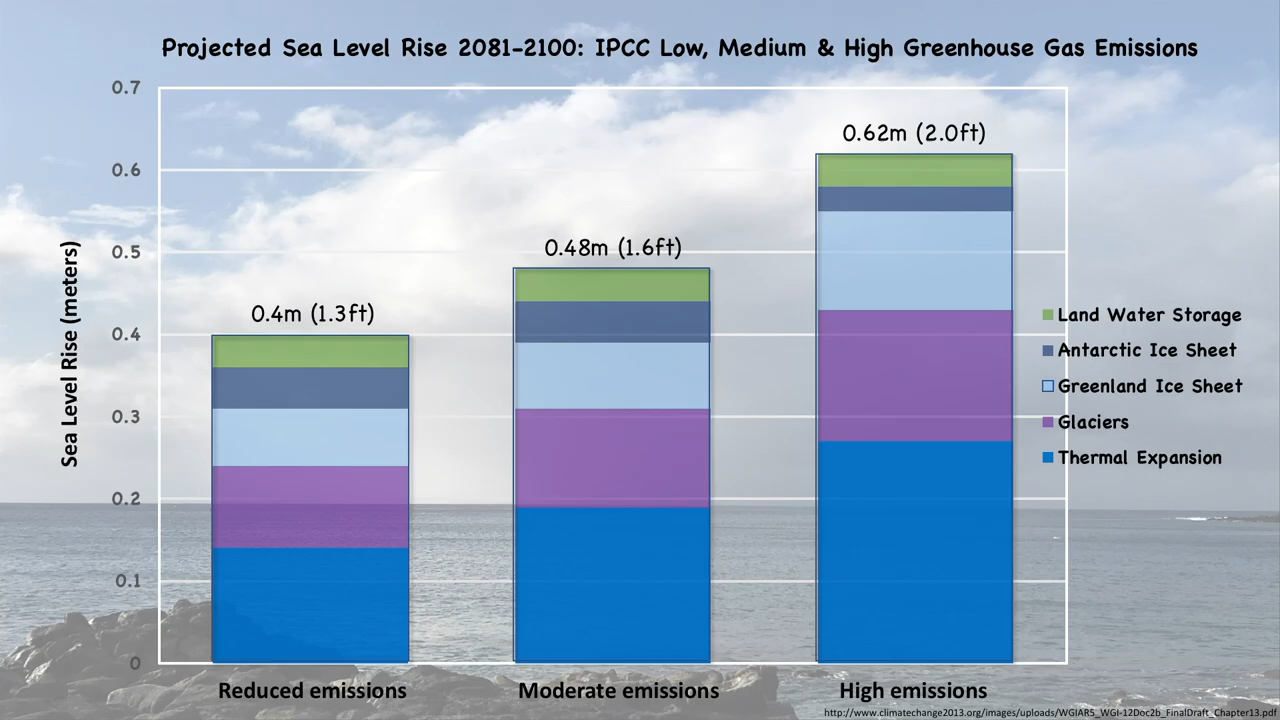 Projected Sea Level Rise 2081-2100: IPCC Low, Medium & High Greenhouse Gas Emissions
Sea Level Rise (meters)
0.7
0.6
0.5
0.4
0.3
0.2
0.1
0
0.4m (1.3ft)
0.48m (1.6ft)
0.62m (2.0ft)
Land Water Storage
Antarctic Ice Sheet
Greenland Ice Sheet
Glaciers
Thermal Expansion
Reduced emissions
Moderate emissions
High emissions
http://www.climatechange2013.org/images/uploads/WGIAR5_WGI-12Doc2b_FinalDraft_Chapter13.pdf